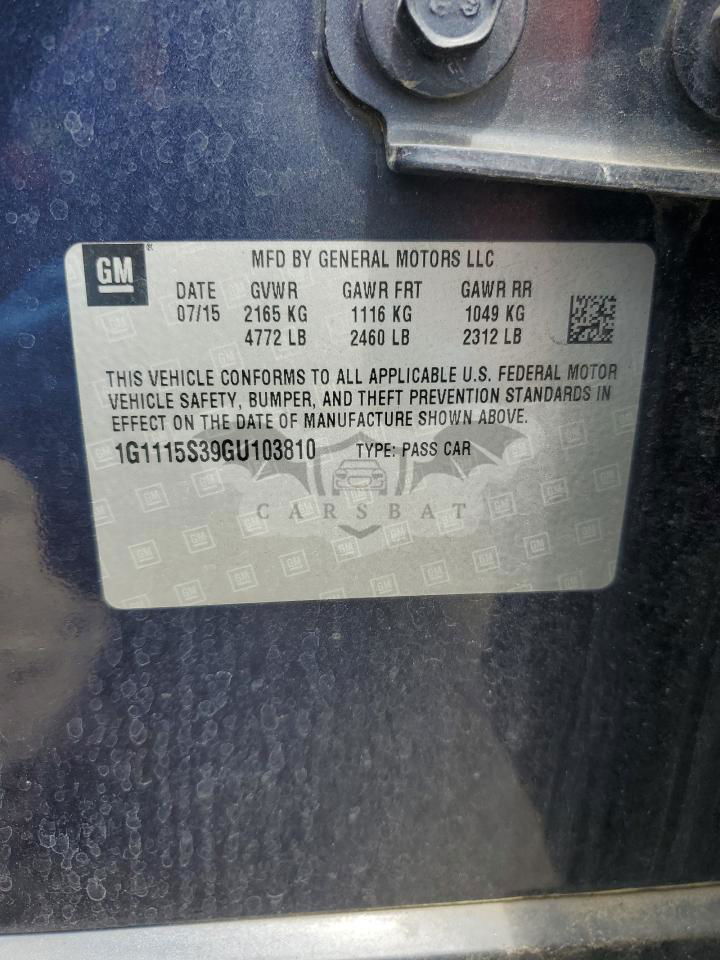 GM
MFD BY GENERAL MOTORS LLC
DATE GVWR GAWR FRT GAWR RR
07/15 2165 KG 1116 KG 1049 KG
4772 LB 2460 LB 2312 LB
THIS VEHICLE CONFORMS TO ALL APPLICABLE U.S. FEDERAL MOTOR
VEHICLE SAFETY, BUMPER, AND THEFT PREVENTION STANDARDS IN
EFFECT ON THE DATE OF MANUFACTURE SHOWN ABOVE.
1G1115S39GU103810 TYPE: PASS CAR
CARSBAT